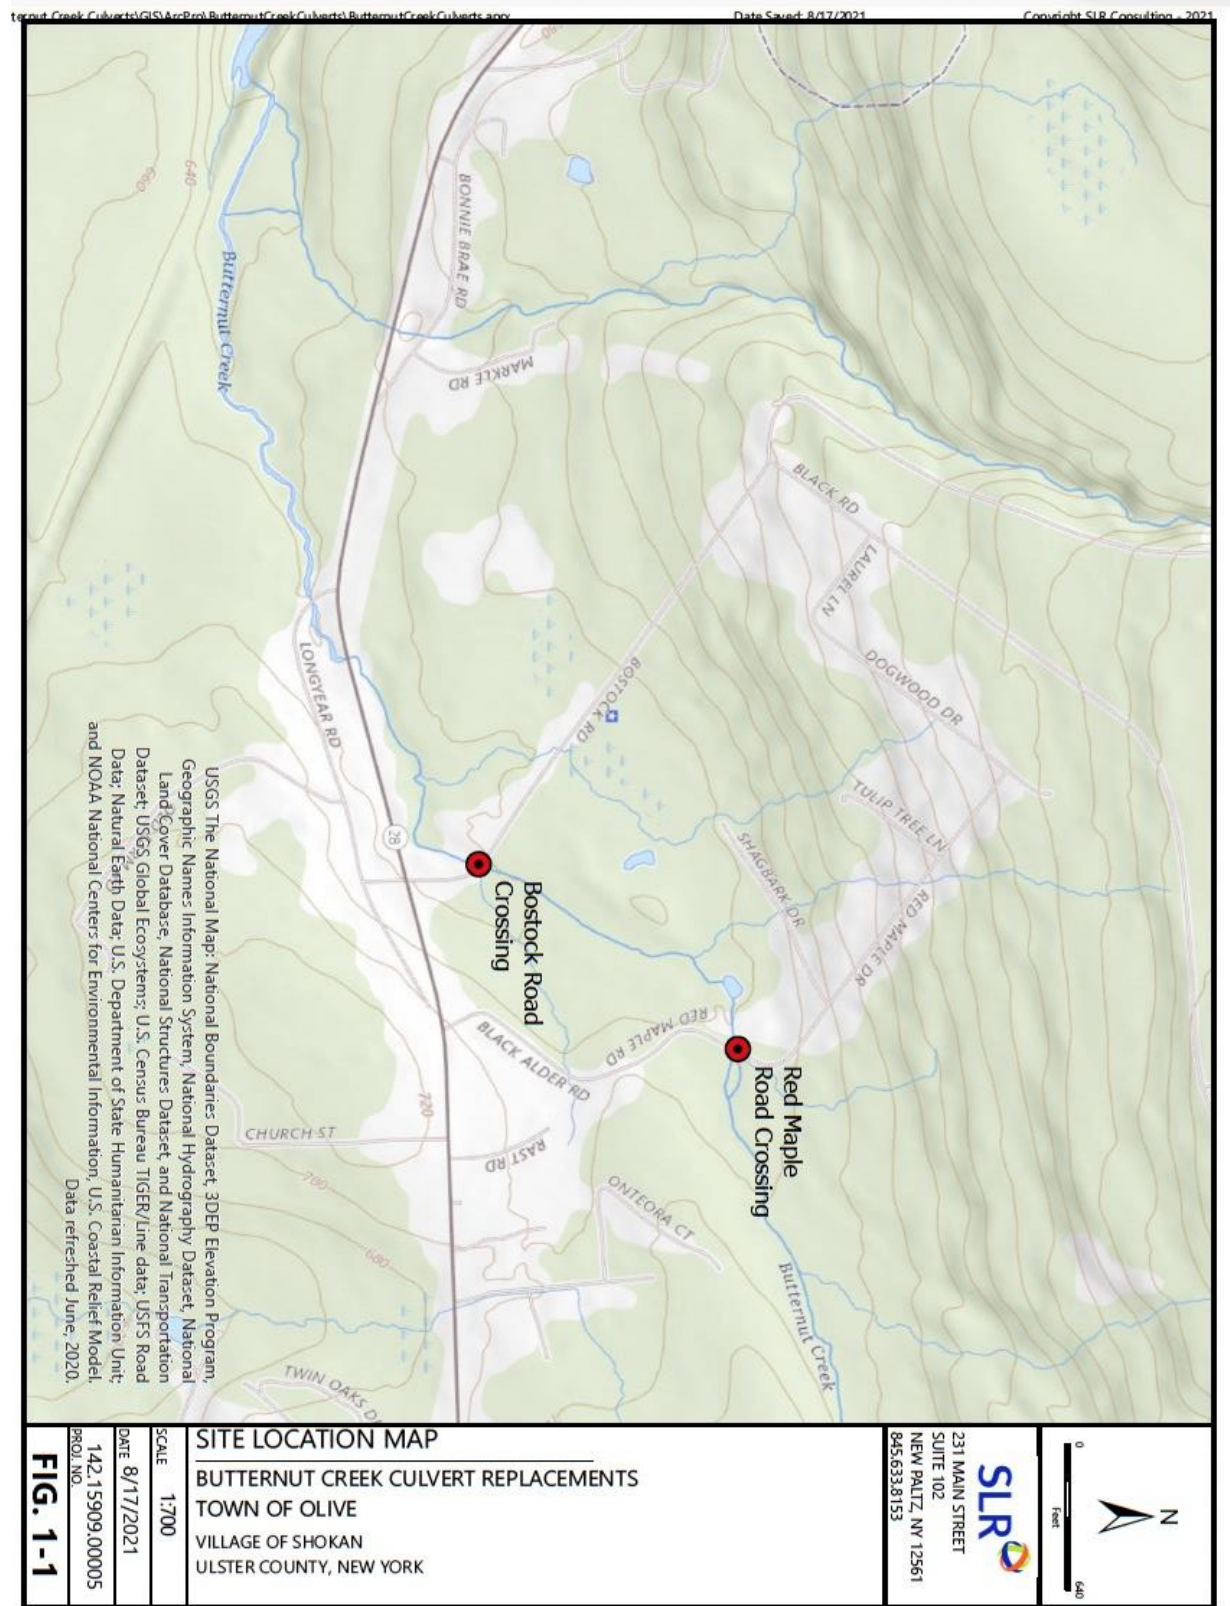 ternut Creek Culverts\GIS\ArcPro\ButternutCreekCulverts\ButternutCreekCulverts.aprx
Date Saved: 8/17/2021
Copyright SLR Consulting - 2021
640
660
BONNIE BRAE RD
Butternut Creek
MARKLE RD
BLACK RD
LAUREL LN
DOGWOOD DR
BOSTOCK RD
LONGYEAR RD
TULIP TREE LN
SHAGBARK DR
RED MAPLE DR
28
Bostock Road
Crossing
RED MAPLE RD
BLACK ALDER RD
Red Maple
Road Crossing
720
CHURCH ST
RAST RD
700
ONTEORA CT
680
Butternut Creek
TWIN OAKS
USGS The National Map: National Boundaries Dataset, 3DEP Elevation Program,
Geographic Names Information System, National Hydrography Dataset, National
Land Cover Database, National Structures Dataset, and National Transportation
Dataset; USGS Global Ecosystems; U.S. Census Bureau TIGER/Line data; USFS Road
Data; Natural Earth Data; U.S. Department of State Humanitarian Information Unit;
and NOAA National Centers for Environmental Information, U.S. Coastal Relief Model.
Data refreshed June, 2020.
SITE LOCATION MAP
BUTTERNUT CREEK CULVERT REPLACEMENTS
TOWN OF OLIVE
VILLAGE OF SHOKAN
ULSTER COUNTY, NEW YORK
SCALE 1:700
DATE 8/17/2021
142.15909.00005
PROJ. NO.
FIG. 1-1
SLR
231 MAIN STREET
SUITE 102
NEW PALTZ, NY 12561
845.633.8153
N
0
640
Feet